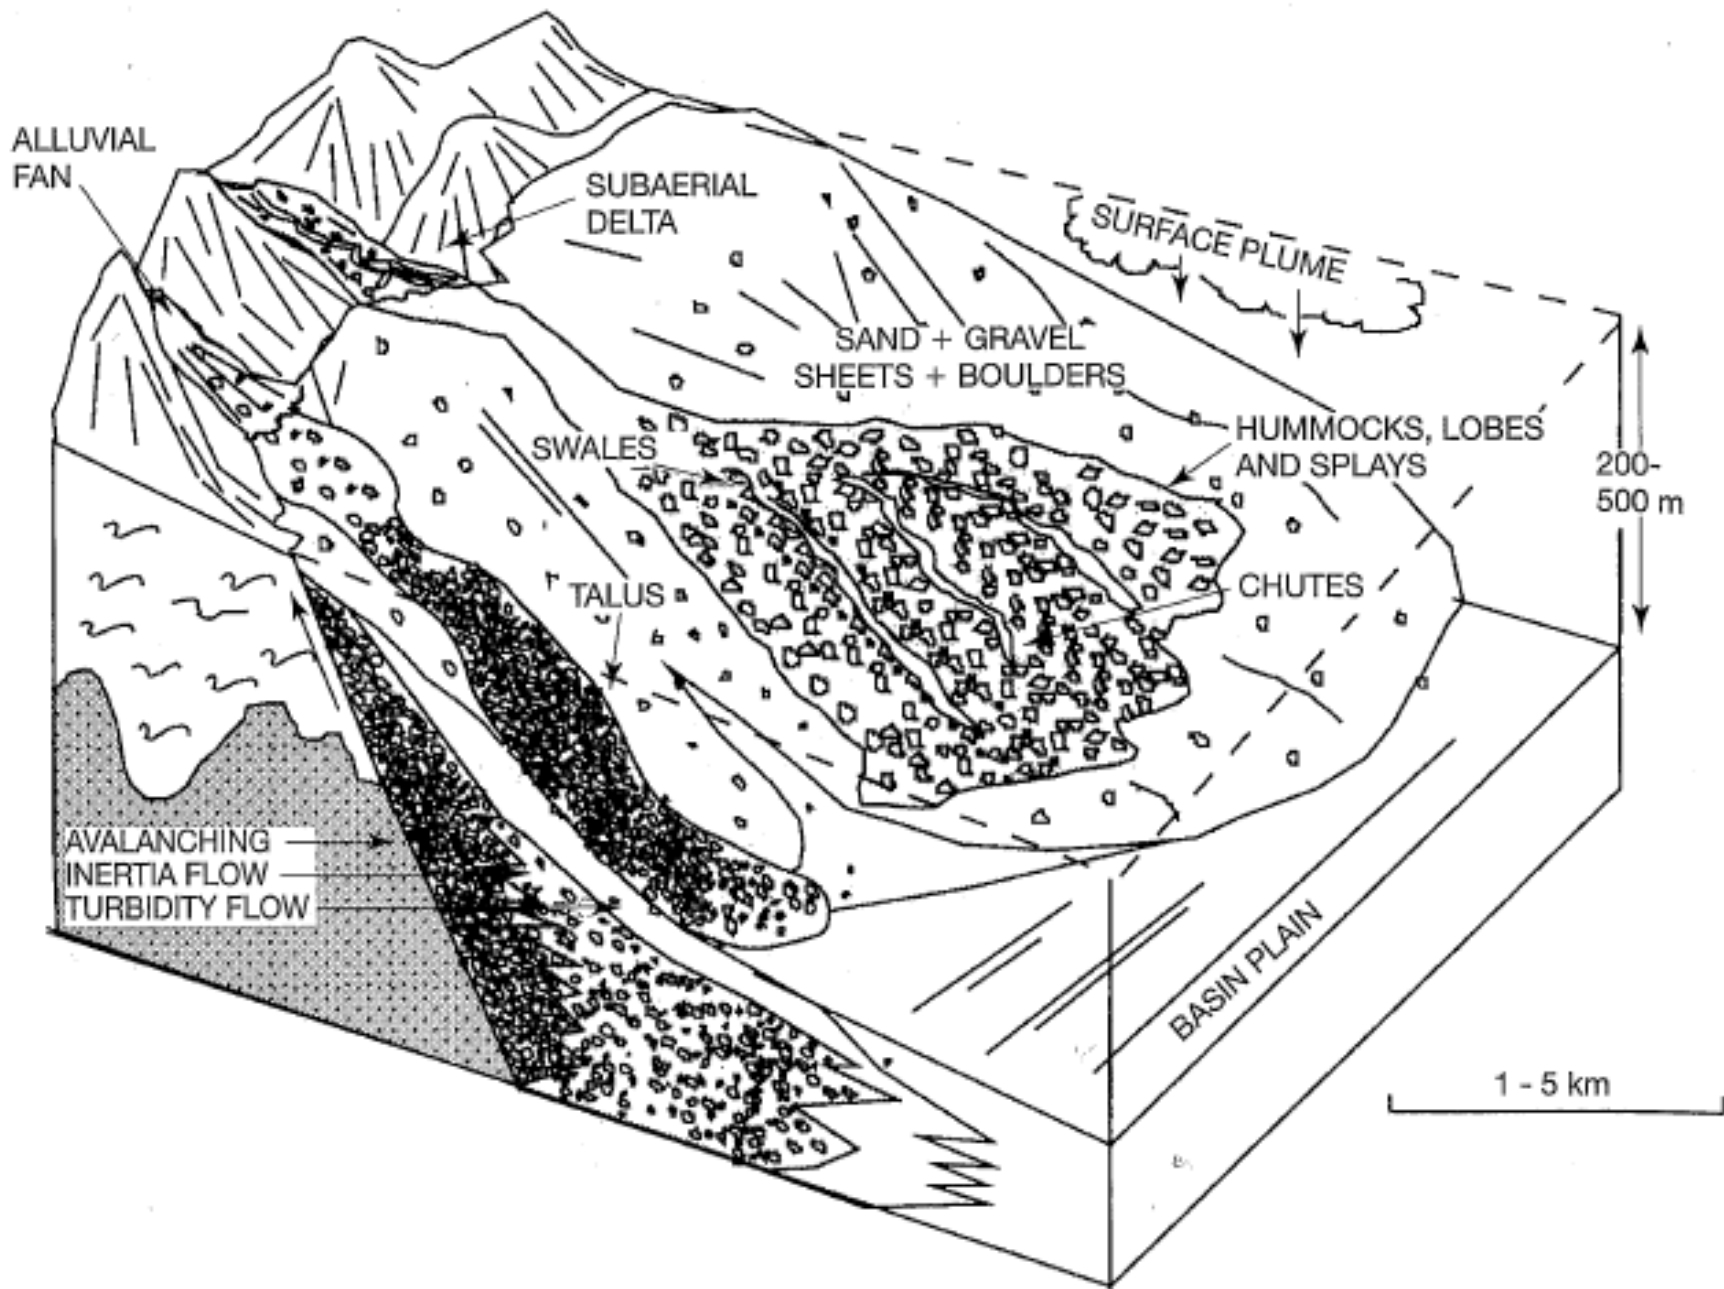 ALLUVIAL
FAN
SUBAERIAL
DELTA
SURFACE PLUME
SAND + GRAVEL
SHEETS + BOULDERS
HUMMOCKS, LOBES
AND SPLAYS
SWALES
200-
500 m
TALUS
CHUTES
AVALANCHING
INERTIA FLOW
TURBIDITY FLOW
BASIN PLAIN
1 - 5 km